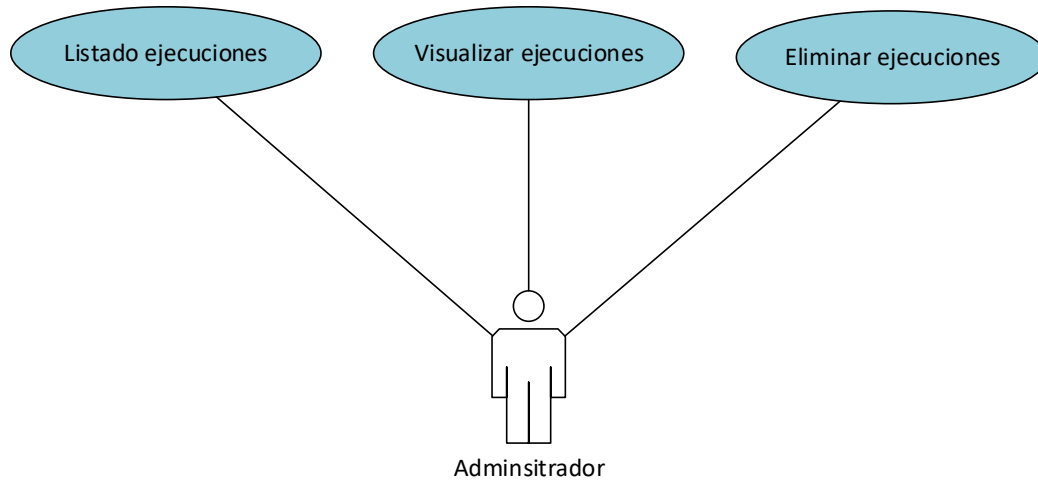 Listado ejecuciones
Visualizar ejecuciones
Eliminar ejecuciones
Adminsitrador